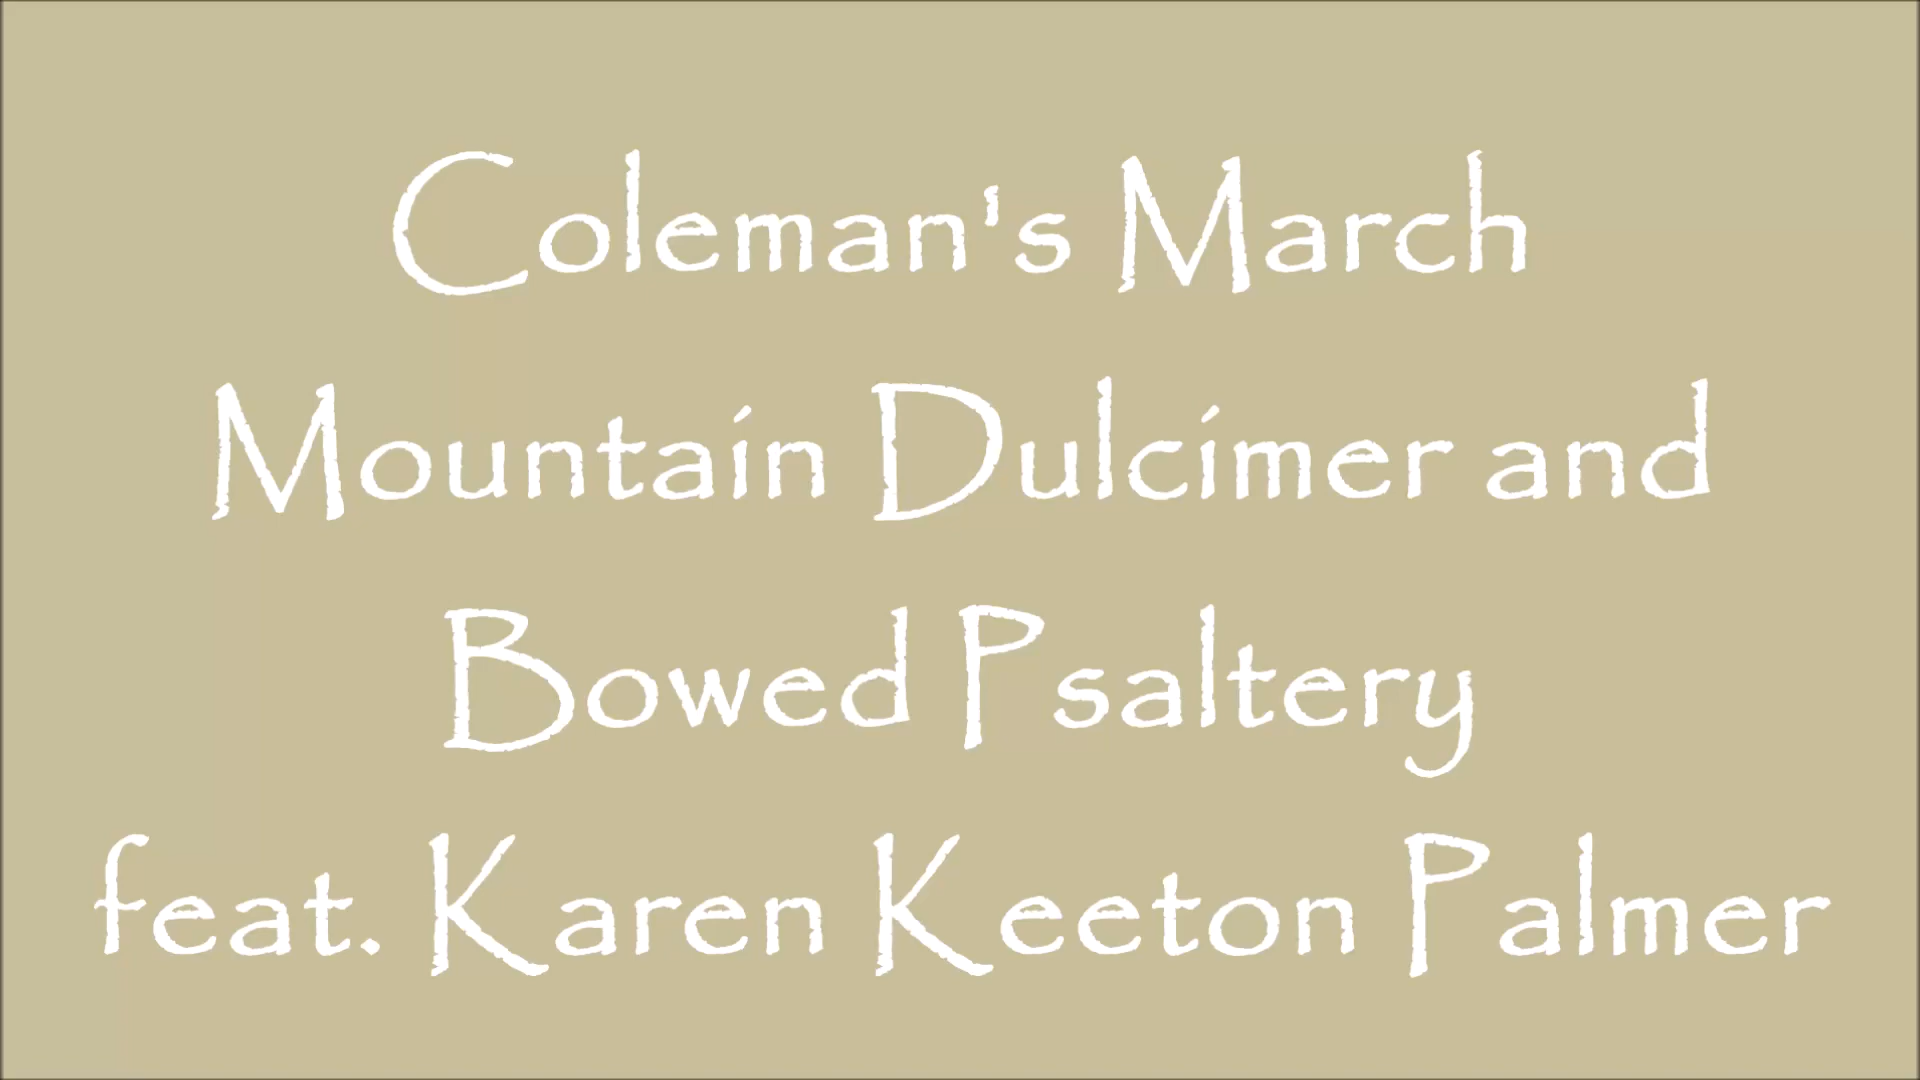 Coleman's March
Mountain Dulcimer and
Bowed Psaltery
feat. Karen Keeton Palmer